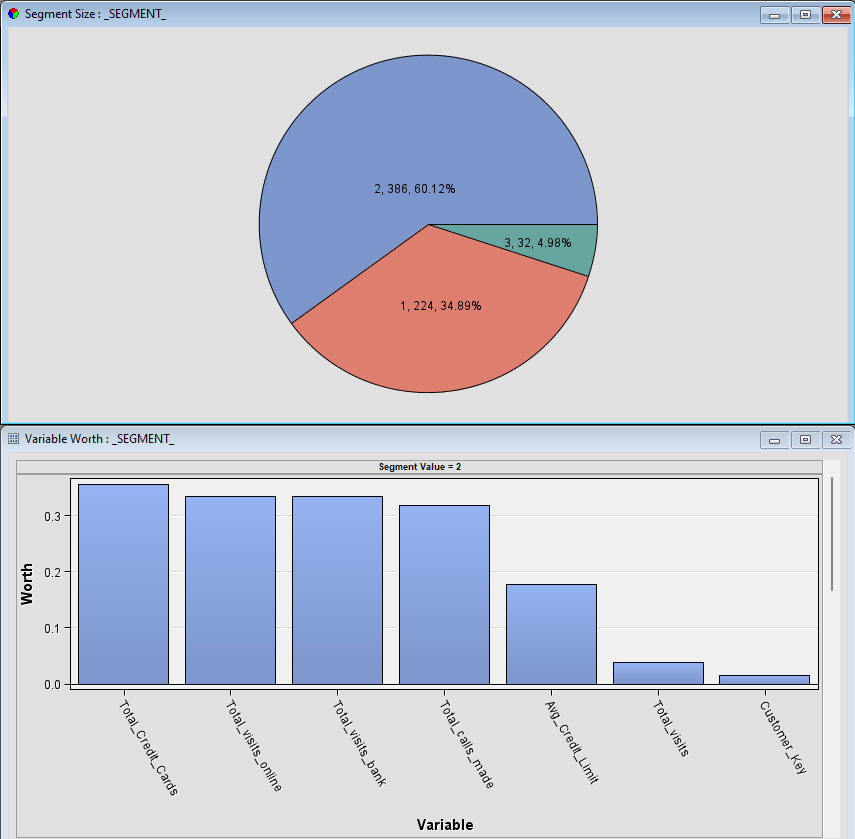 Segment Size : _SEGMENT_
2, 386, 60.12%
3, 32, 4.98%
1, 224, 34.89%
Variable Worth : _SEGMENT_
Segment Value = 2
Worth
0.3
0.2
0.1
0.0
Total_Credit_Cards
Total_visits_online
Total_visits_bank
Total_calls_made
Avg_Credit_Limit
Total_visits
Customer_Key
Variable